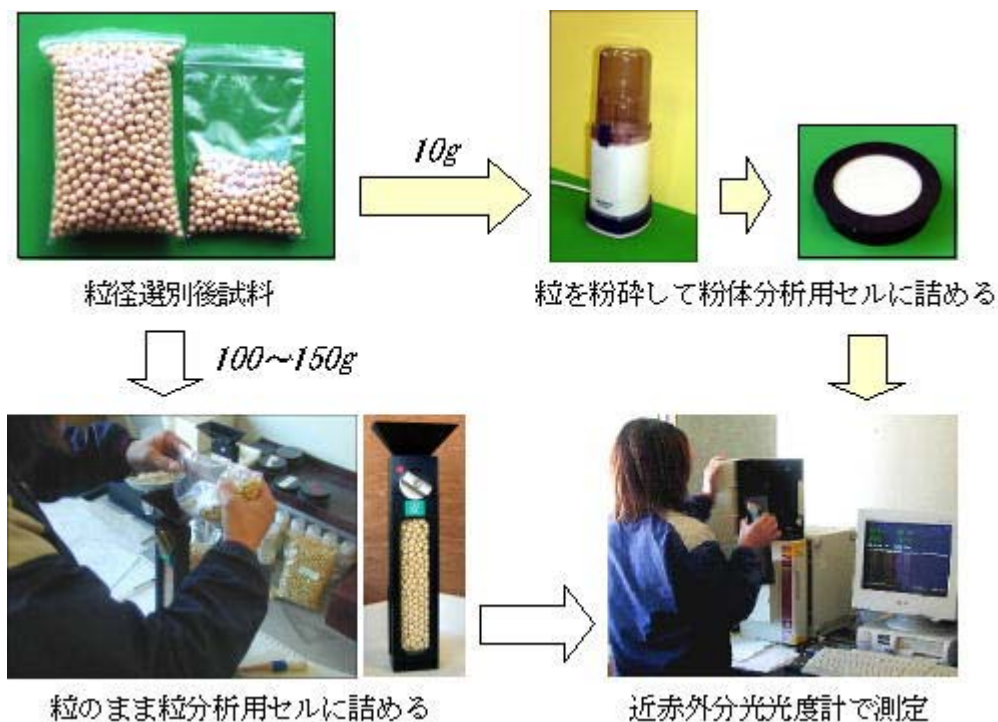 10g
粒径選別後試料
粒を粉砕して粉体分析用セルに詰める
100～150g
粒のまま粒分析用セルに詰める
近赤外分光光度計で測定